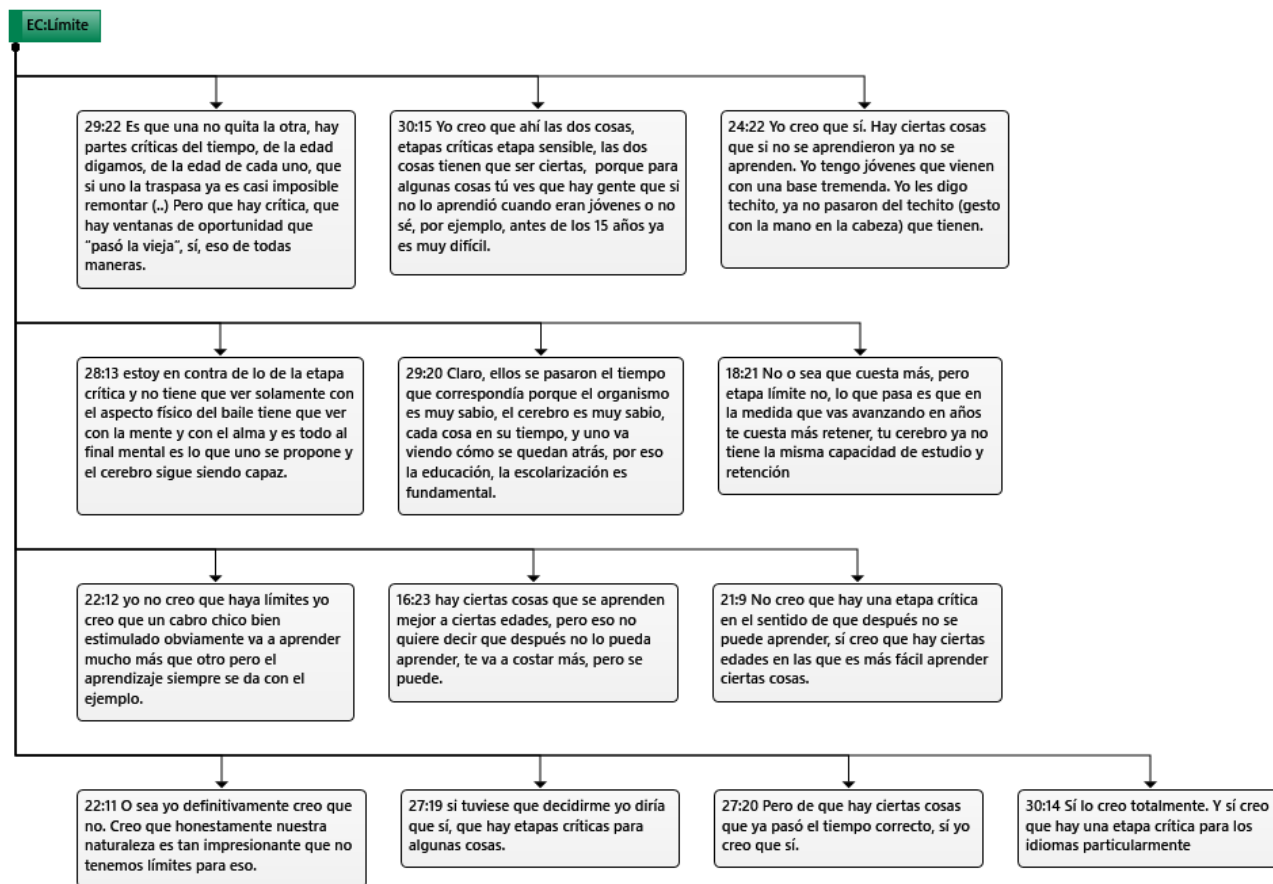 EC:Límite
29:22 Es que una no quita la otra, hay
partes críticas del tiempo, de la edad
digamos, de la edad de cada uno, que
si uno la traspasa ya es casi imposible
remontar (..) Pero que hay crítica, que
hay ventanas de oportunidad que
"pasó la vieja", sí, eso de todas
maneras.
30:15 Yo creo que ahí las dos cosas,
etapas críticas etapa sensible, las dos
cosas tienen que ser ciertas, porque para
algunas cosas tú ves que hay gente que si
no lo aprendió cuando eran jóvenes o no
sé, por ejemplo, antes de los 15 años ya
es muy difícil.
24:22 Yo creo que sí. Hay ciertas cosas
que si no se aprendieron ya no se
aprenden. Yo tengo jóvenes que vienen
con una base tremenda. Yo les digo
techito, ya no pasaron del techito (gesto
con la mano en la cabeza) que tienen.
28:13 estoy en contra de lo de la etapa
crítica y no tiene que ver solamente con
el aspecto físico del baile tiene que ver
con la mente y con el alma y es todo al
final mental es lo que uno se propone y
el cerebro sigue siendo capaz.
29:20 Claro, ellos se pasaron el tiempo
que correspondía porque el organismo
es muy sabio, el cerebro es muy sabio,
cada cosa en su tiempo, y uno va
viendo cómo se quedan atrás, por eso
la educación, la escolarización es
fundamental.
18:21 No o sea que cuesta más, pero
etapa límite no, lo que pasa es que en
la medida que vas avanzando en años
te cuesta más retener, tu cerebro ya no
tiene la misma capacidad de estudio y
retención
22:12 yo no creo que haya límites yo
creo que un cabro chico bien
estimulado obviamente va a aprender
mucho más que otro pero el
aprendizaje siempre se da con el
ejemplo.
16:23 hay ciertas cosas que se aprenden
mejor a ciertas edades, pero eso no
quiere decir que después no lo pueda
aprender, te va a costar más, pero se
puede.
21:9 No creo que hay una etapa crítica
en el sentido de que después no se
puede aprender, sí creo que hay ciertas
edades en las que es más fácil aprender
ciertas cosas.
22:11 O sea yo definitivamente creo que
no. Creo que honestamente nuestra
naturaleza es tan impresionante que no
tenemos límites para eso.
27:19 si tuviese que decidirme yo diría
que sí, que hay etapas críticas para
algunas cosas.
27:20 Pero de que hay ciertas cosas
que ya pasó el tiempo correcto, sí yo
creo que sí.
30:14 Sí lo creo totalmente. Y sí creo
que hay una etapa crítica para los
idiomas particularmente